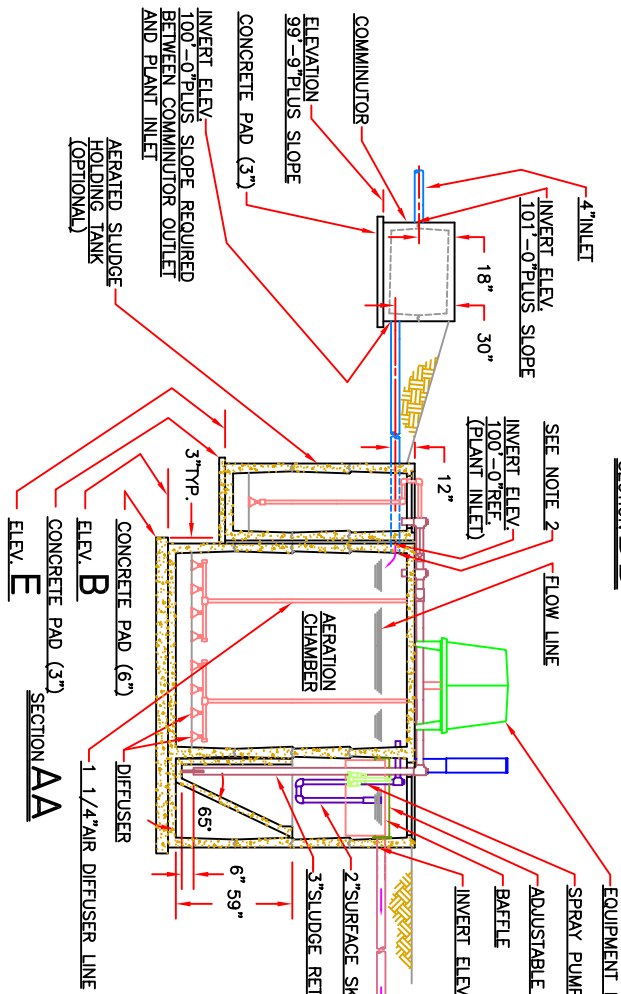 4"INLET
INVERT ELEV.
101'-0"PLUS SLOPE
COMMINUTOR
ELEVATION
99'-9"PLUS SLOPE
CONCRETE PAD (3")
INVERT ELEV.
100'-0"PLUS SLOPE REQUIRED
BETWEEN COMMINUTOR OUTLET
AND PLANT INLET
AERATED SLUDGE
HOLDING TANK
(OPTIONAL)
18"
30"
SEE NOTE 2
INVERT ELEV.
100'-0"REF.
(PLANT INLET)
12"
FLOW LINE
3"TYP.
AERATION
CHAMBER
EQUIPMENT
SPRAY PUMP
ADJUSTABLE
BAFFLE
INVERT ELEV
2"SURFACE SK
3"SLUDGE RET
59"
6"
65°
1 1/4"AIR DIFFUSER LINE
DIFFUSER
CONCRETE PAD (6")
ELEV. B
CONCRETE PAD (3")
ELEV. E
SECTION AA